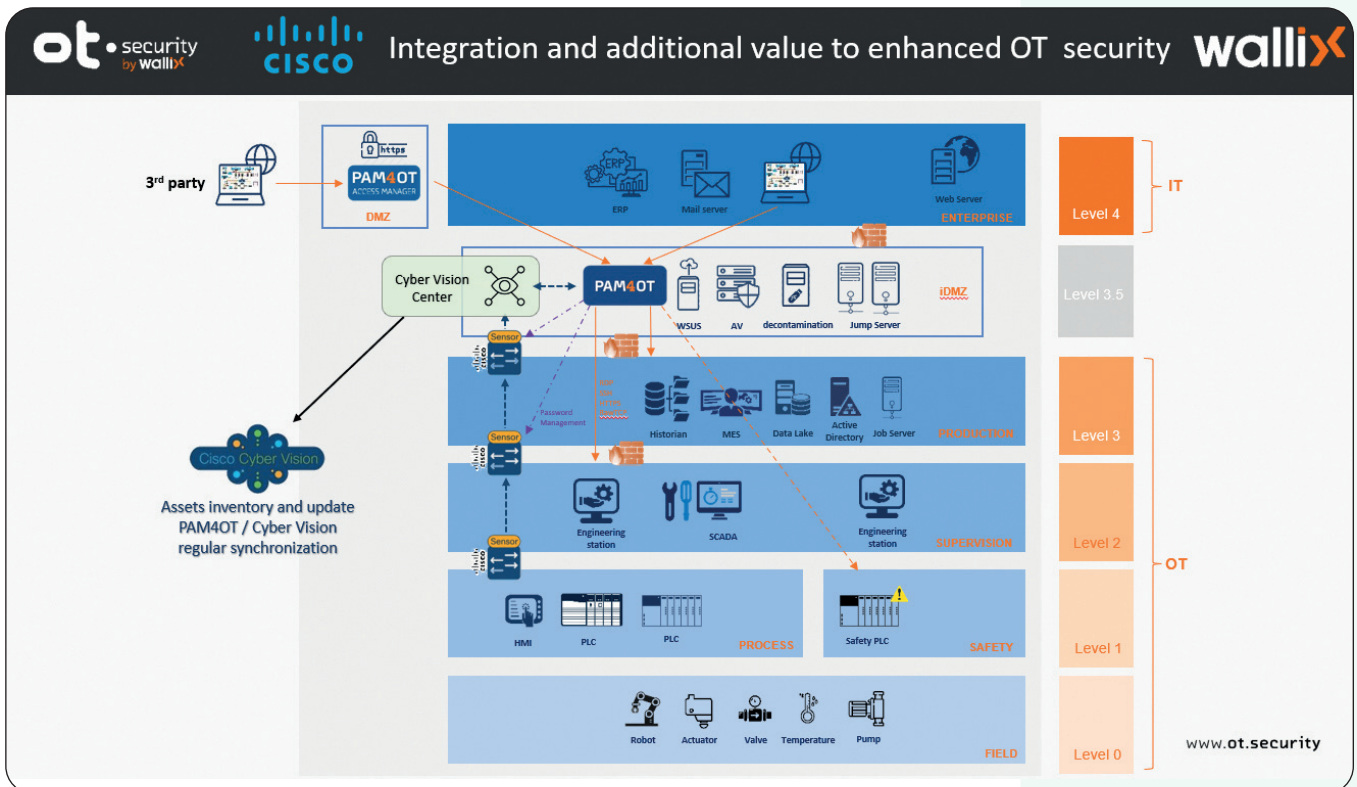 ot.security
by wallix
CISCO
Integration and additional value to enhanced OT security
wallix
3rd party
https
PAM4OT
ACCESS MANAGER
DMZ
ERP
ERP
Mail server
Web Server
ENTERPRISE
Level 4
IT
Cyber Vision
Center
PAM4OT
WSUS
AV
decontamination
Jump Server
iDMZ
Level 3.5
Sensor
CISCO
Password
Management
Historian
MES
Data Lake
Active
Directory
Job Server
PRODUCTION
Level 3
Sensor
CISCO
Cisco Cyber Vision
Assets inventory and update
PAM4OT / Cyber Vision
regular synchronization
Engineering
station
SCADA
Engineering
station
SUPERVISION
Level 2
OT
Sensor
CISCO
HMI
PLC
PLC
PROCESS
Safety PLC
SAFETY
Level 1
Robot
Actuator
Valve
Temperature
Pump
FIELD
Level 0
www.ot.security